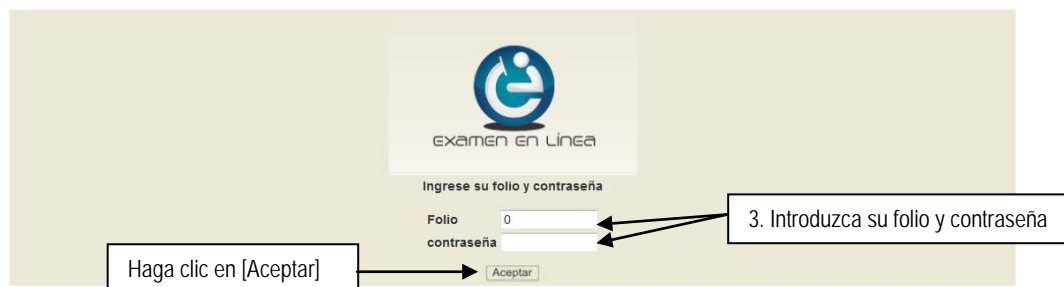 Examen en Línea
Ingrese su folio y contraseña
Folio 0
contraseña
3. Introduzca su folio y contraseña
Haga clic en [Aceptar]
Aceptar